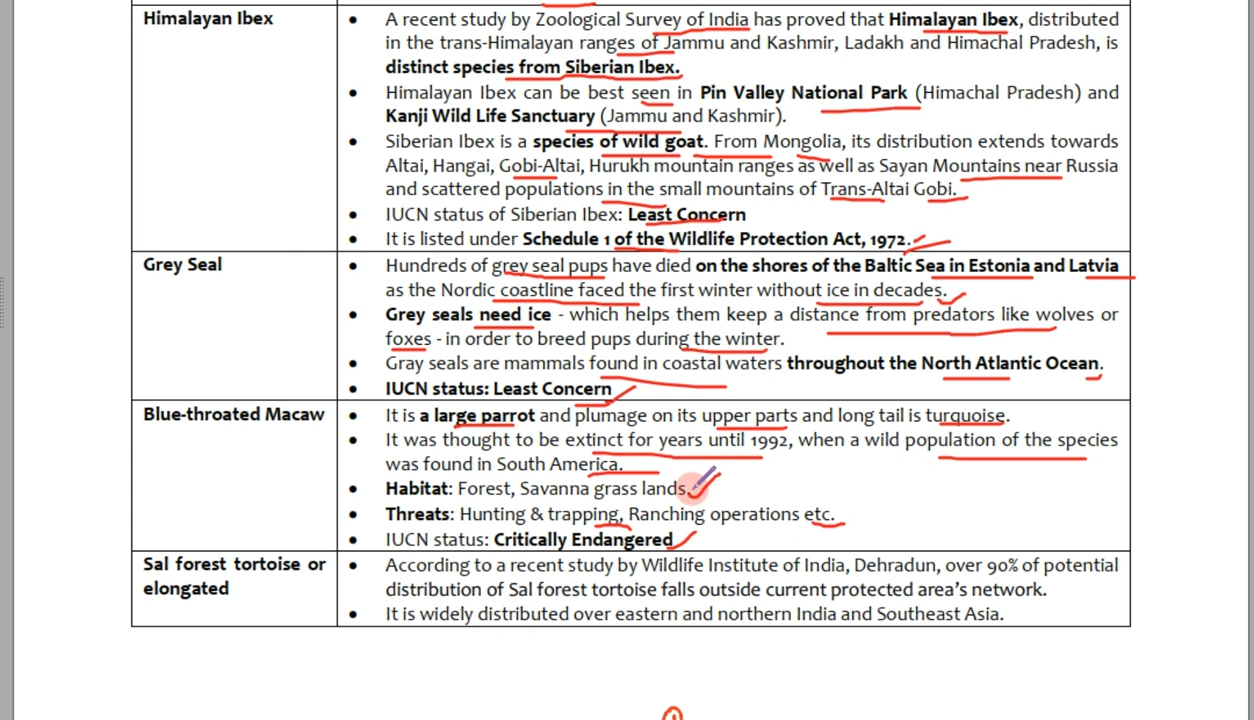 Himalayan Ibex
• A recent study by Zoological Survey of India has proved that Himalayan Ibex, distributed
in the trans-Himalayan ranges of Jammu and Kashmir, Ladakh and Himachal Pradesh, is
distinct species from Siberian Ibex.
• Himalayan Ibex can be best seen in Pin Valley National Park (Himachal Pradesh) and
Kanji Wild Life Sanctuary (Jammu and Kashmir).
• Siberian Ibex is a species of wild goat. From Mongolia, its distribution extends towards
Altai, Hangai, Gobi-Altai, Hurukh mountain ranges as well as Sayan Mountains near Russia
and scattered populations in the small mountains of Trans-Altai Gobi.
• IUCN status of Siberian Ibex: Least Concern
• It is listed under Schedule 1 of the Wildlife Protection Act, 1972.
Grey Seal
• Hundreds of grey seal pups have died on the shores of the Baltic Sea in Estonia and Latvia
as the Nordic coastline faced the first winter without ice in decades.
• Grey seals need ice - which helps them keep a distance from predators like wolves or
foxes - in order to breed pups during the winter.
• Gray seals are mammals found in coastal waters throughout the North Atlantic Ocean.
• IUCN status: Least Concern
Blue-throated Macaw
• It is a large parrot and plumage on its upper parts and long tail is turquoise.
• It was thought to be extinct for years until 1992, when a wild population of the species
was found in South America.
• Habitat: Forest, Savanna grass lands.
• Threats: Hunting & trapping, Ranching operations etc.
• IUCN status: Critically Endangered
Sal forest tortoise or
elongated
• According to a recent study by Wildlife Institute of India, Dehradun, over 90% of potential
distribution of Sal forest tortoise falls outside current protected area's network.
• It is widely distributed over eastern and northern India and Southeast Asia.